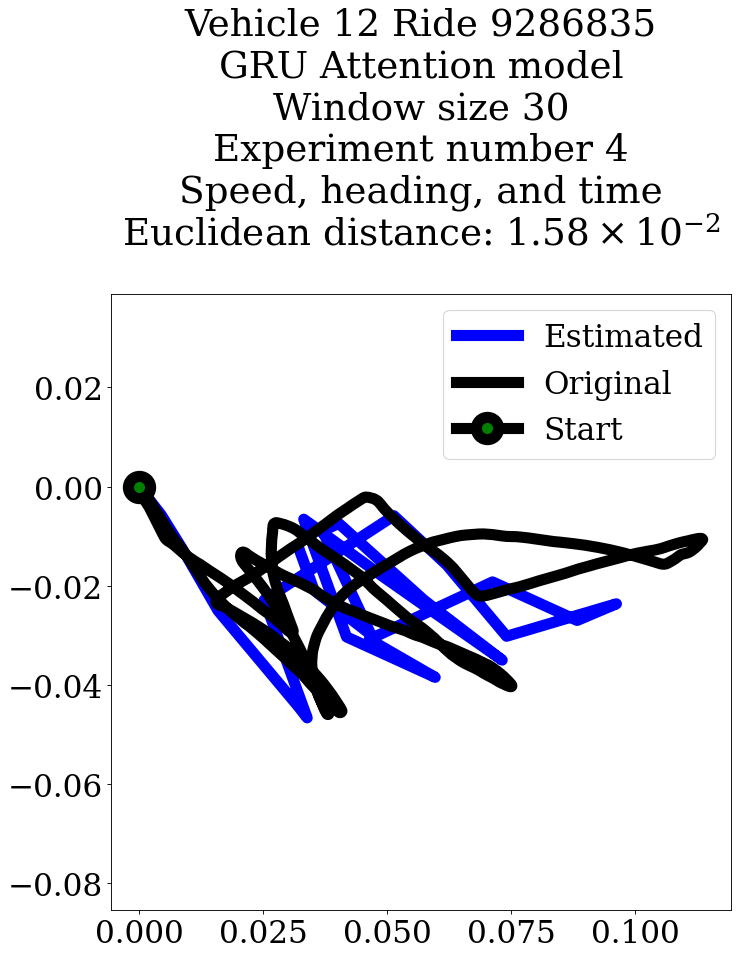 Vehicle 12 Ride 9286835
GRU Attention model
Window size 30
Experiment number 4
Speed, heading, and time
Euclidean distance: 1.58 × 10⁻²
Estimated
Original
Start
0.02
0.00
−0.02
−0.04
−0.06
−0.08
0.000 0.025 0.050 0.075 0.100